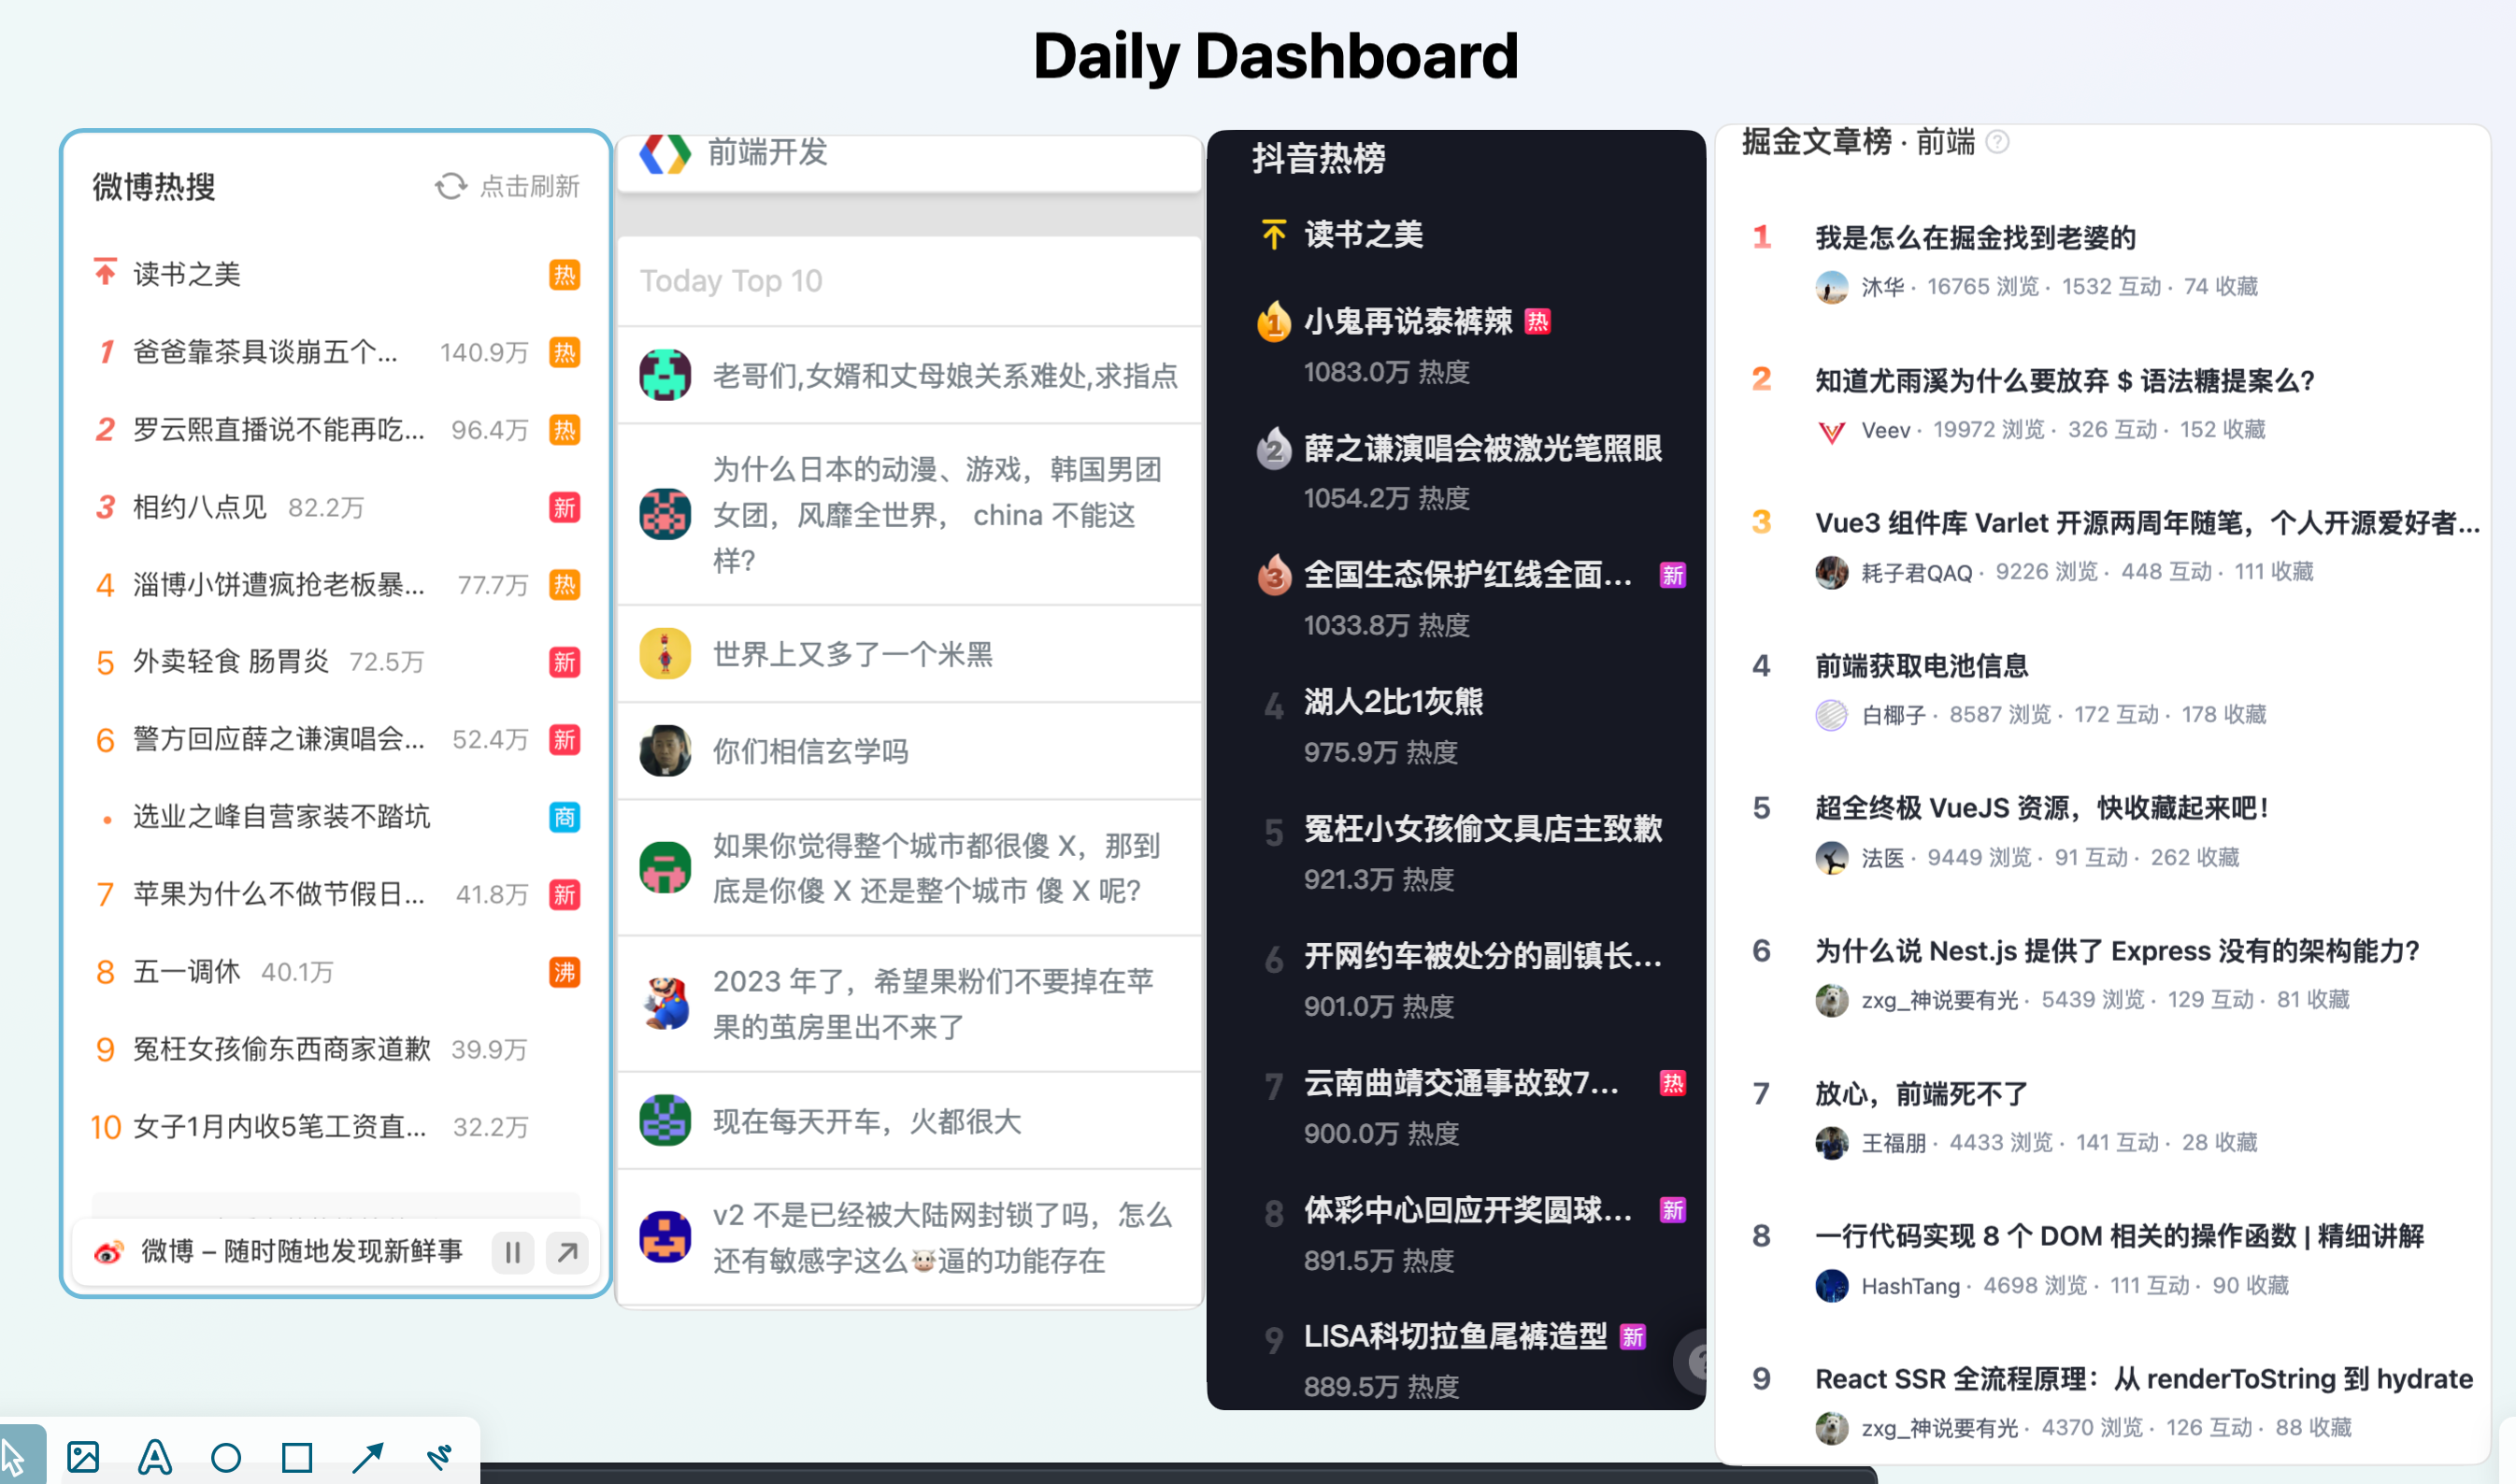 Daily Dashboard
微博热搜
点击刷新
读书之美 热
1 爸爸靠茶具谈崩五个... 140.9万 热
2 罗云熙直播说不能再吃... 96.4万 热
3 相约八点见 82.2万 新
4 淄博小饼遭疯抢老板暴... 77.7万 热
5 外卖轻食 肠胃炎 72.5万 新
6 警方回应薛之谦演唱会... 52.4万 新
• 选业之峰自营家装不踏坑 商
7 苹果为什么不做节假日... 41.8万 新
8 五一调休 40.1万 沸
9 冤枉女孩偷东西商家道歉 39.9万
10 女子1月内收5笔工资直... 32.2万
微博 – 随时随地发现新鲜事
前端开发
Today Top 10
老哥们,女婿和丈母娘关系难处,求指点
为什么日本的动漫、游戏，韩国男团
女团，风靡全世界， china 不能这
样？
世界上又多了一个米黑
你们相信玄学吗
如果你觉得整个城市都很傻 X，那到
底是你傻 X 还是整个城市 傻 X 呢？
2023 年了，希望果粉们不要掉在苹
果的茧房里出不来了
现在每天开车，火都很大
v2 不是已经被大陆网封锁了吗，怎么
还有敏感字这么🐮逼的功能存在
抖音热榜
读书之美
1 小鬼再说泰裤辣 热
1083.0万 热度
2 薛之谦演唱会被激光笔照眼
1054.2万 热度
3 全国生态保护红线全面... 新
1033.8万 热度
4 湖人2比1灰熊
975.9万 热度
5 冤枉小女孩偷文具店主致歉
921.3万 热度
6 开网约车被处分的副镇长...
901.0万 热度
7 云南曲靖交通事故致7... 热
900.0万 热度
8 体彩中心回应开奖圆球... 新
891.5万 热度
9 LISA科切拉鱼尾裤造型 新
889.5万 热度
掘金文章榜 · 前端 ?
1 我是怎么在掘金找到老婆的
沐华 · 16765 浏览 · 1532 互动 · 74 收藏
2 知道尤雨溪为什么要放弃 $ 语法糖提案么？
Veev · 19972 浏览 · 326 互动 · 152 收藏
3 Vue3 组件库 Varlet 开源两周年随笔，个人开源爱好者...
耗子君QAQ · 9226 浏览 · 448 互动 · 111 收藏
4 前端获取电池信息
白椰子 · 8587 浏览 · 172 互动 · 178 收藏
5 超全终极 VueJS 资源，快收藏起来吧！
法医 · 9449 浏览 · 91 互动 · 262 收藏
6 为什么说 Nest.js 提供了 Express 没有的架构能力？
zxg_神说要有光 · 5439 浏览 · 129 互动 · 81 收藏
7 放心，前端死不了
王福朋 · 4433 浏览 · 141 互动 · 28 收藏
8 一行代码实现 8 个 DOM 相关的操作函数 | 精细讲解
HashTang · 4698 浏览 · 111 互动 · 90 收藏
9 React SSR 全流程原理：从 renderToString 到 hydrate
zxg_神说要有光 · 4370 浏览 · 126 互动 · 88 收藏